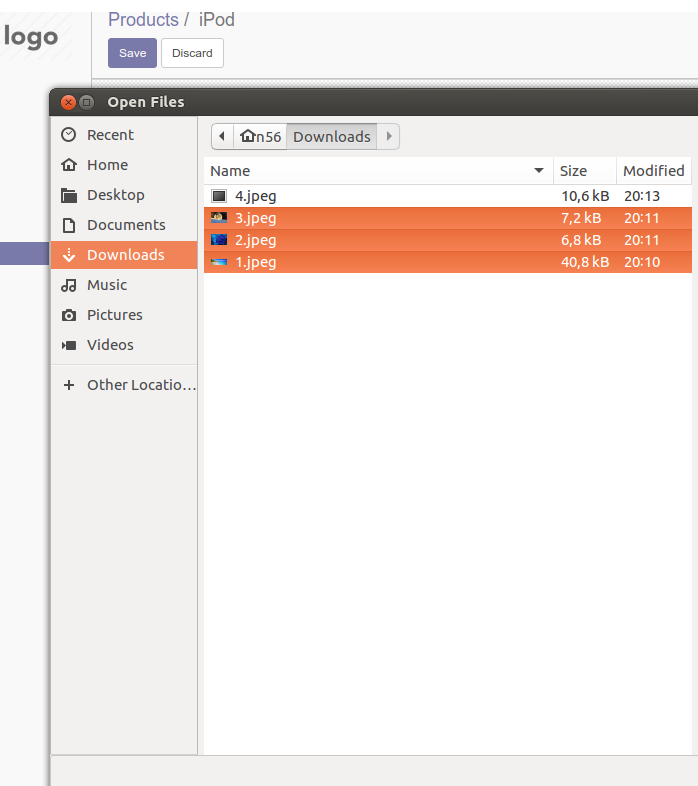 Products / iPod
logo
Save Discard
Open Files
Recent
Home
Desktop
Documents
Downloads
Music
Pictures
Videos
Other Locatio…
n56 Downloads
Name Size Modified
4.jpeg 10,6 kB 20:13
3.jpeg 7,2 kB 20:11
2.jpeg 6,8 kB 20:11
1.jpeg 40,8 kB 20:10